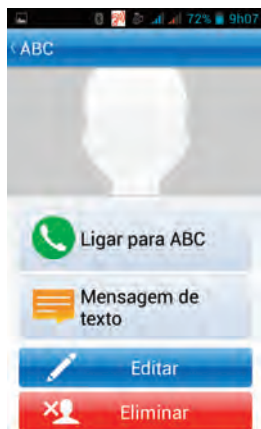 72% 9h07
ABC
Ligar para ABC
Mensagem de
texto
Editar
Eliminar